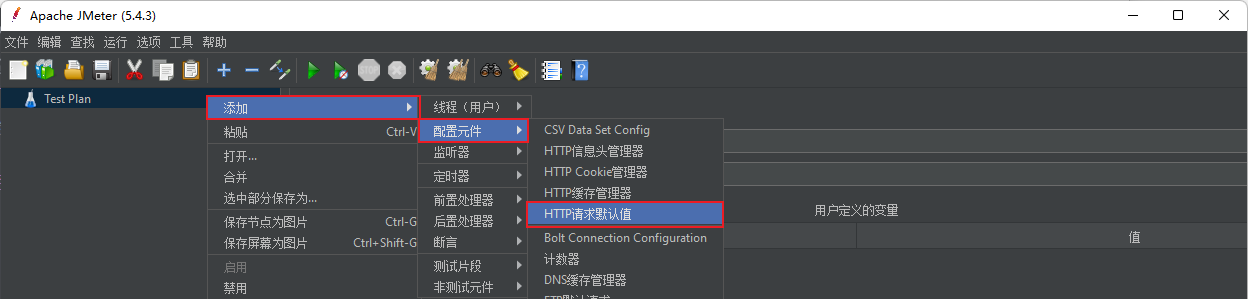 Apache JMeter (5.4.3)
文件 编辑 查找 运行 选项 工具 帮助
STOP
Test Plan
添加
粘贴 Ctrl-V
打开...
合并
选中部分保存为...
保存节点为图片 Ctrl-G
保存屏幕为图片 Ctrl+Shift-G
启用
禁用
线程（用户）
配置元件
监听器
定时器
前置处理器
后置处理器
断言
测试片段
非测试元件
CSV Data Set Config
HTTP信息头管理器
HTTP Cookie管理器
HTTP缓存管理器
HTTP请求默认值
Bolt Connection Configuration
计数器
DNS缓存管理器
FTP默认请求
用户定义的变量
值